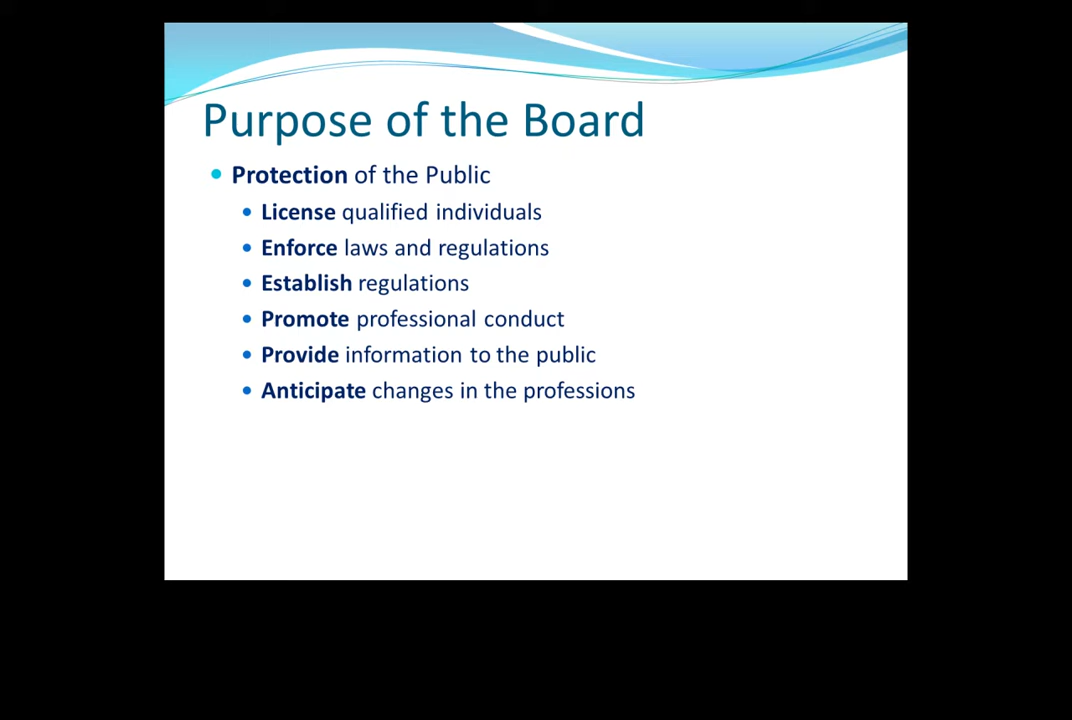 Purpose of the Board
Protection of the Public
License qualified individuals
Enforce laws and regulations
Establish regulations
Promote professional conduct
Provide information to the public
Anticipate changes in the professions